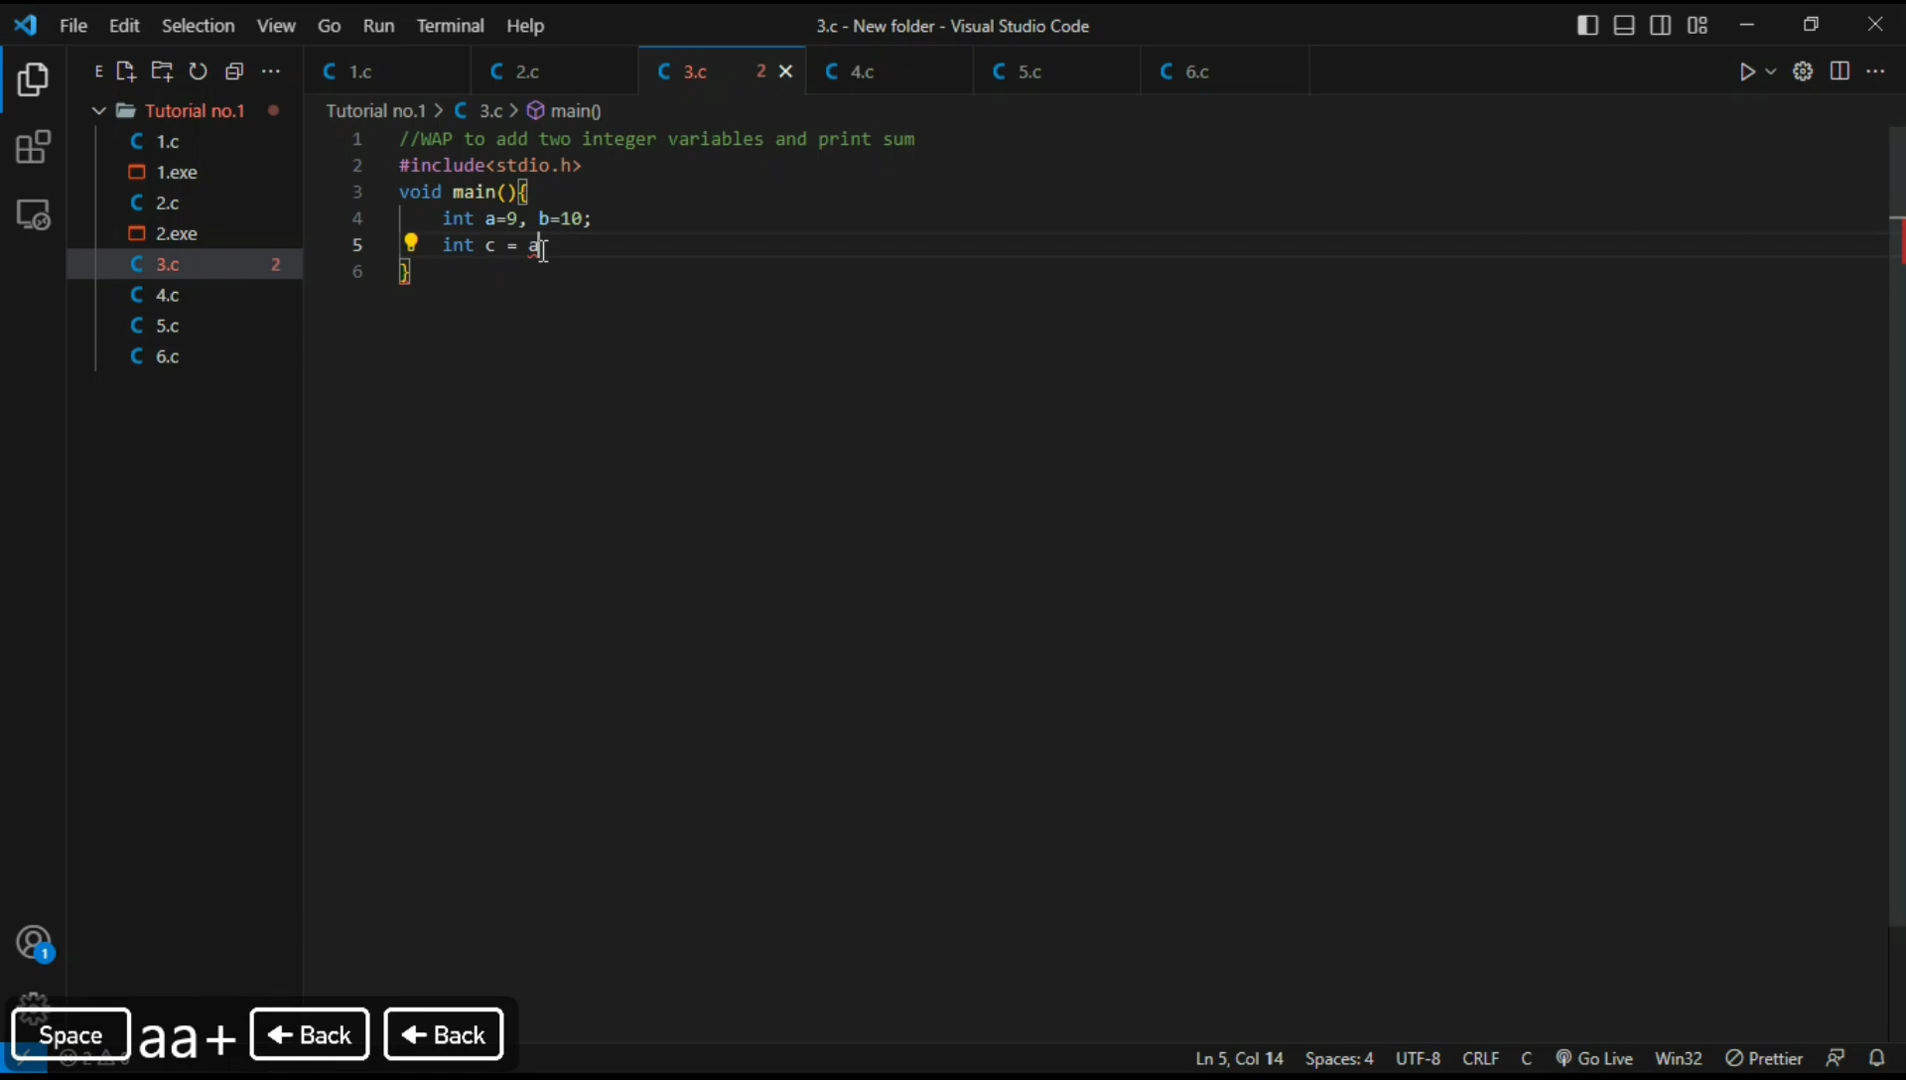 File Edit Selection View Go Run Terminal Help
3.c - New folder - Visual Studio Code
E
1.c
2.c
3.c 2
4.c
5.c
6.c
Tutorial no.1
1.c
1.exe
2.c
2.exe
3.c 2
4.c
5.c
6.c
Tutorial no.1 > 3.c > main()
1 //WAP to add two integer variables and print sum
2 #include<stdio.h>
3 void main(){
4 int a=9, b=10;
5 int c = a
6 }
1
Space aa+ ← Back ← Back
Ln 5, Col 14 Spaces: 4 UTF-8 CRLF C Go Live Win32 Prettier